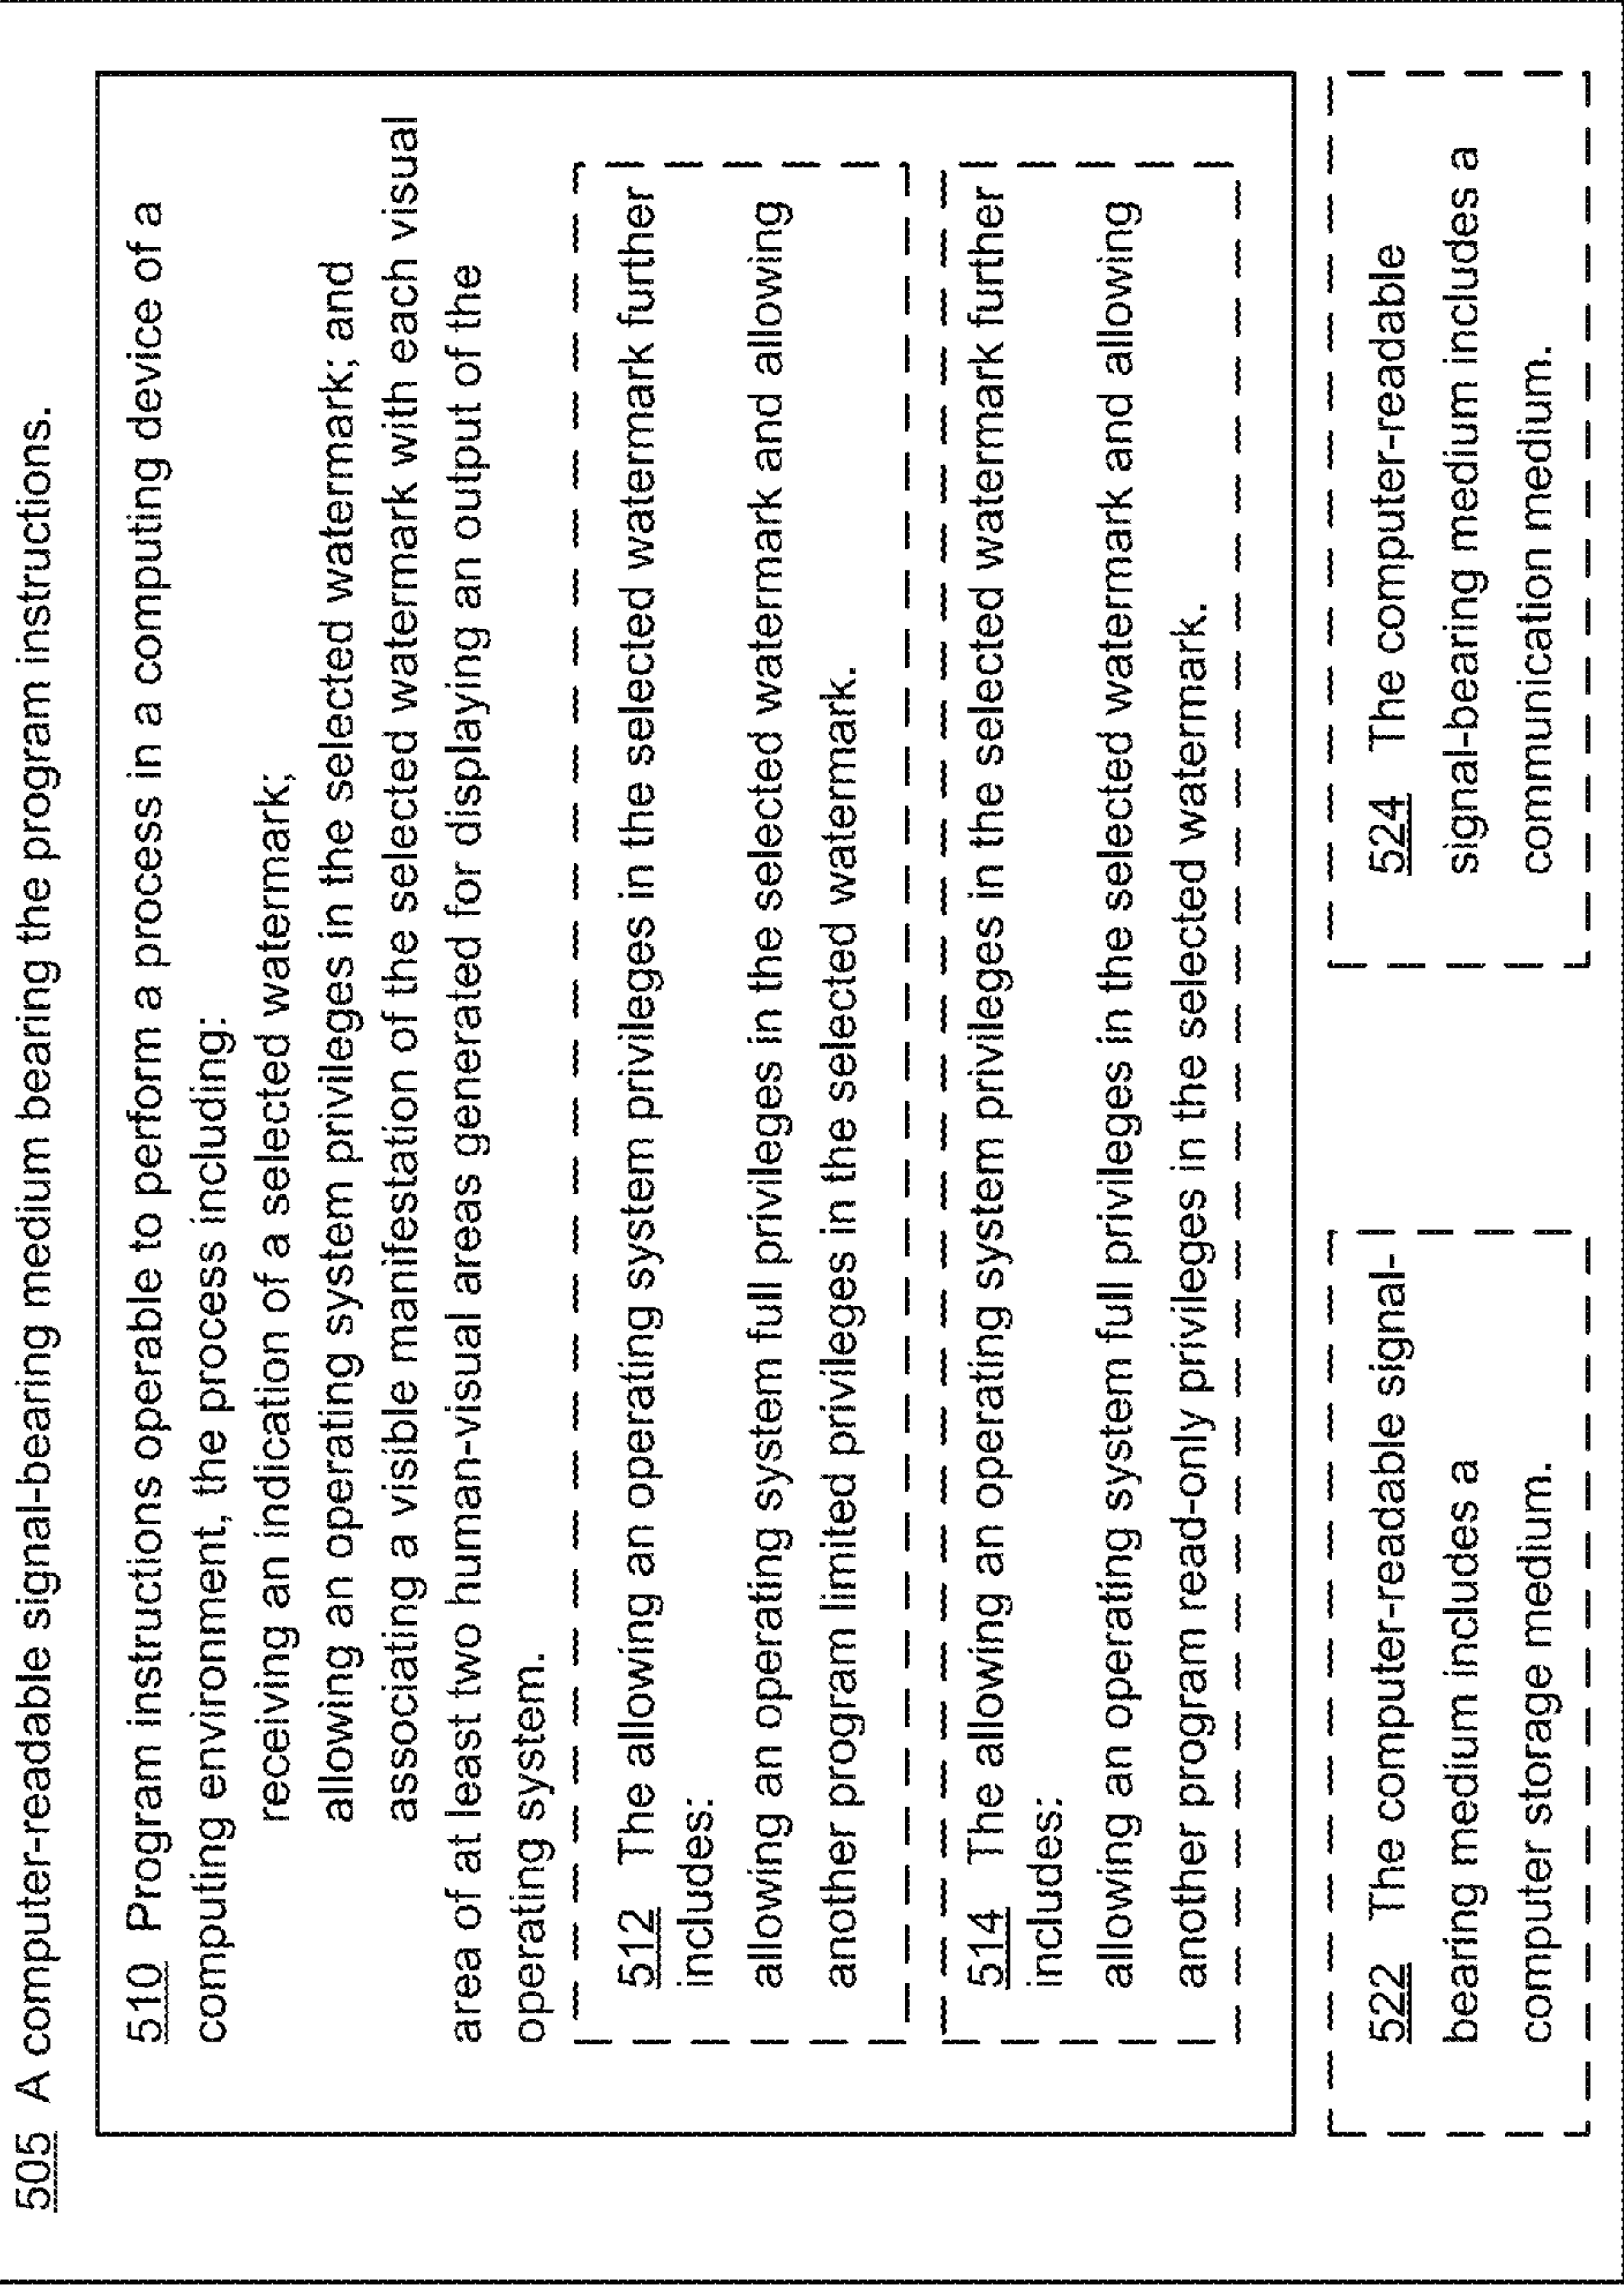 505 A computer-readable signal-bearing medium bearing the program instructions.
510 Program instructions operable to perform a process in a computing device of a
computing environment, the process including:
receiving an indication of a selected watermark;
allowing an operating system privileges in the selected watermark; and
associating a visible manifestation of the selected watermark with each visual
area of at least two human-visual areas generated for displaying an output of the
operating system.
512 The allowing an operating system privileges in the selected watermark further
includes:
allowing an operating system full privileges in the selected watermark and allowing
another program limited privileges in the selected watermark.
514 The allowing an operating system privileges in the selected watermark further
includes:
allowing an operating system full privileges in the selected watermark and allowing
another program read-only privileges in the selected watermark.
522 The computer-readable signal-
bearing medium includes a
computer storage medium.
524 The computer-readable
signal-bearing medium includes a
communication medium.